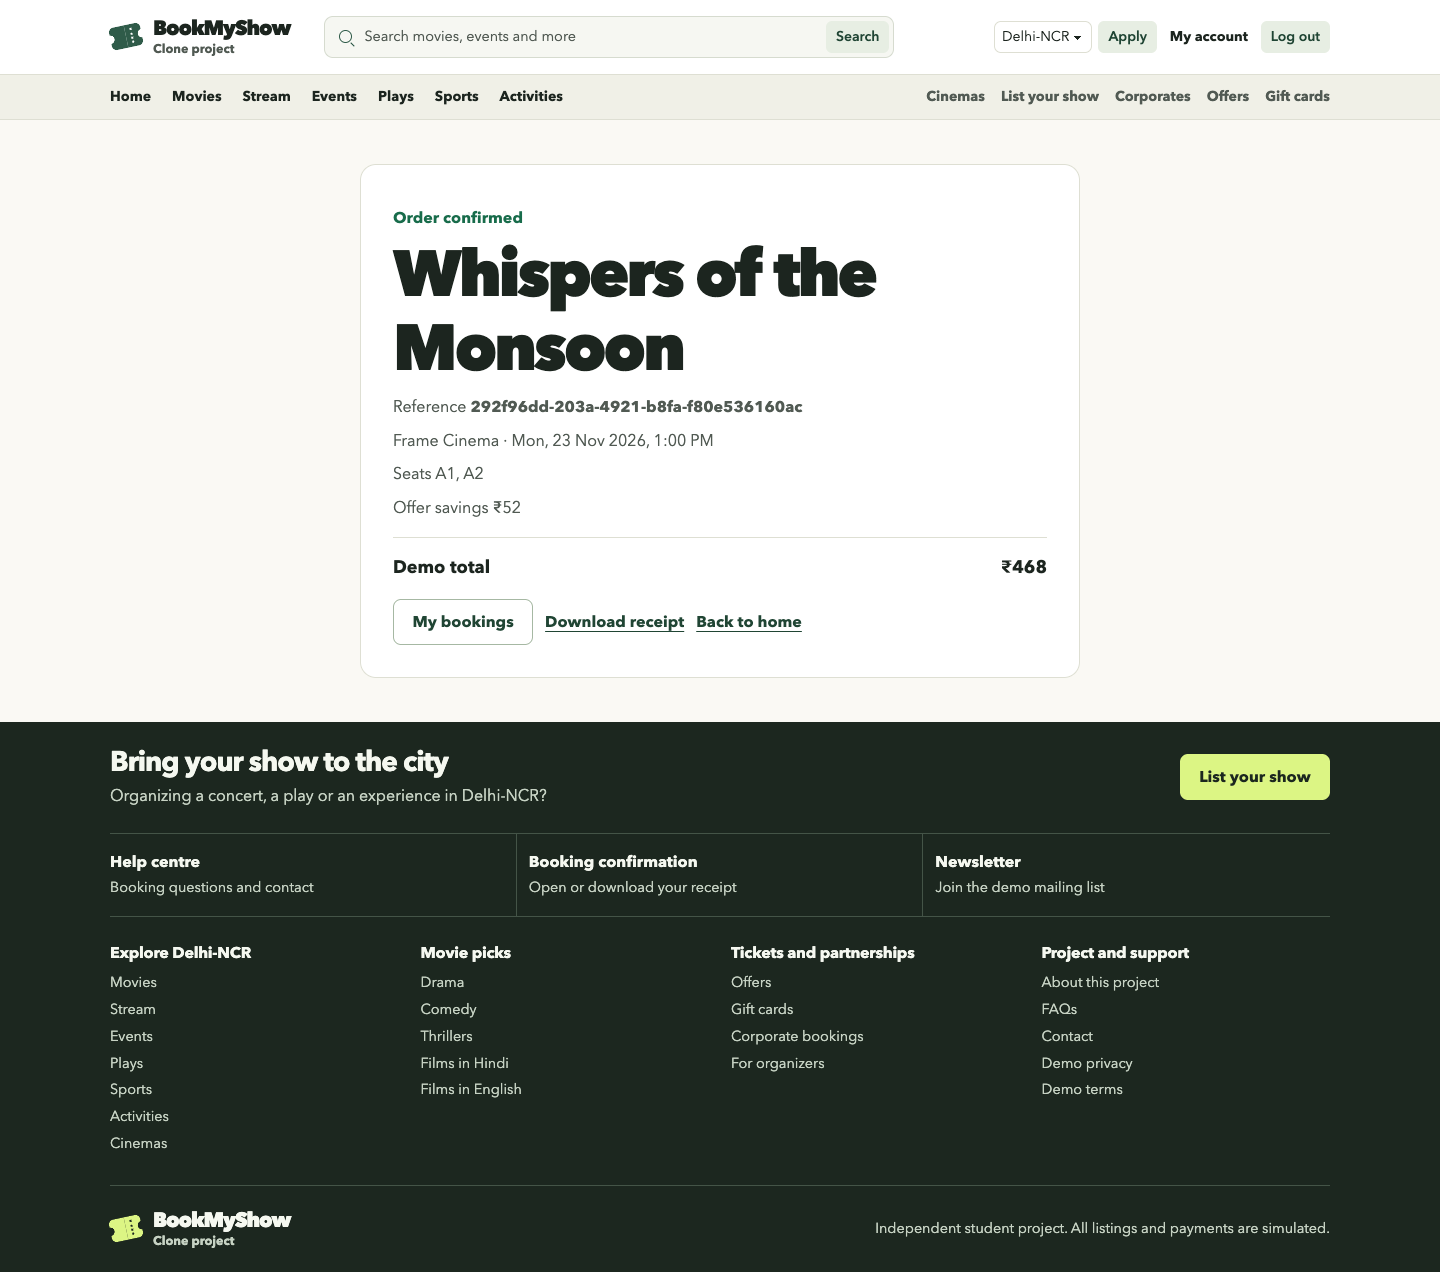 BookMyShow
Clone project
Search movies, events and more
Search
Delhi-NCR
Apply
My account
Log out
Home Movies Stream Events Plays Sports Activities
Cinemas List your show Corporates Offers Gift cards
Order confirmed
Whispers of the
Monsoon
Reference 292f96dd-203a-4921-b8fa-f80e536160ac
Frame Cinema · Mon, 23 Nov 2026, 1:00 PM
Seats A1, A2
Offer savings ₹52
Demo total ₹468
My bookings Download receipt Back to home
Bring your show to the city
Organizing a concert, a play or an experience in Delhi-NCR?
List your show
Help centre
Booking questions and contact
Booking confirmation
Open or download your receipt
Newsletter
Join the demo mailing list
Explore Delhi-NCR
Movies
Stream
Events
Plays
Sports
Activities
Cinemas
Movie picks
Drama
Comedy
Thrillers
Films in Hindi
Films in English
Tickets and partnerships
Offers
Gift cards
Corporate bookings
For organizers
Project and support
About this project
FAQs
Contact
Demo privacy
Demo terms
BookMyShow
Clone project
Independent student project. All listings and payments are simulated.